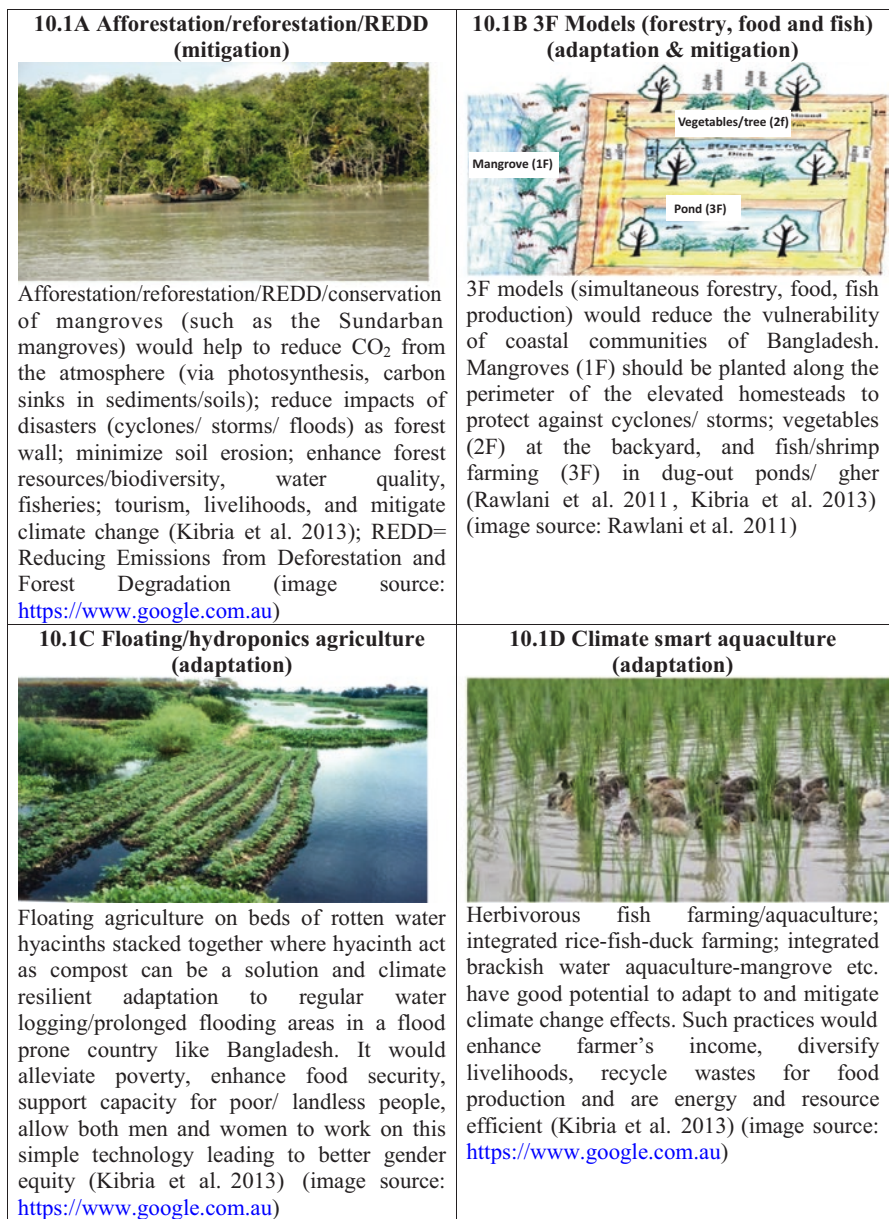 10.1A Afforestation/reforestation/REDD
(mitigation)
Afforestation/reforestation/REDD/conservation
of mangroves (such as the Sundarban
mangroves) would help to reduce CO₂ from
the atmosphere (via photosynthesis, carbon
sinks in sediments/soils); reduce impacts of
disasters (cyclones/ storms/ floods) as forest
wall; minimize soil erosion; enhance forest
resources/biodiversity, water quality,
fisheries; tourism, livelihoods, and mitigate
climate change (Kibria et al. 2013); REDD=
Reducing Emissions from Deforestation and
Forest Degradation (image source:
https://www.google.com.au)
10.1B 3F Models (forestry, food and fish)
(adaptation & mitigation)
Vegetables/tree (2f)
Mangrove (1F)
Ditch
Pond (3F)
3F models (simultaneous forestry, food, fish
production) would reduce the vulnerability
of coastal communities of Bangladesh.
Mangroves (1F) should be planted along the
perimeter of the elevated homesteads to
protect against cyclones/ storms; vegetables
(2F) at the backyard, and fish/shrimp
farming (3F) in dug-out ponds/ gher
(Rawlani et al. 2011, Kibria et al. 2013)
(image source: Rawlani et al. 2011)
10.1C Floating/hydroponics agriculture
(adaptation)
Floating agriculture on beds of rotten water
hyacinths stacked together where hyacinth act
as compost can be a solution and climate
resilient adaptation to regular water
logging/prolonged flooding areas in a flood
prone country like Bangladesh. It would
alleviate poverty, enhance food security,
support capacity for poor/ landless people,
allow both men and women to work on this
simple technology leading to better gender
equity (Kibria et al. 2013) (image source:
https://www.google.com.au)
10.1D Climate smart aquaculture
(adaptation)
Herbivorous fish farming/aquaculture;
integrated rice-fish-duck farming; integrated
brackish water aquaculture-mangrove etc.
have good potential to adapt to and mitigate
climate change effects. Such practices would
enhance farmer's income, diversify
livelihoods, recycle wastes for food
production and are energy and resource
efficient (Kibria et al. 2013) (image source:
https://www.google.com.au)